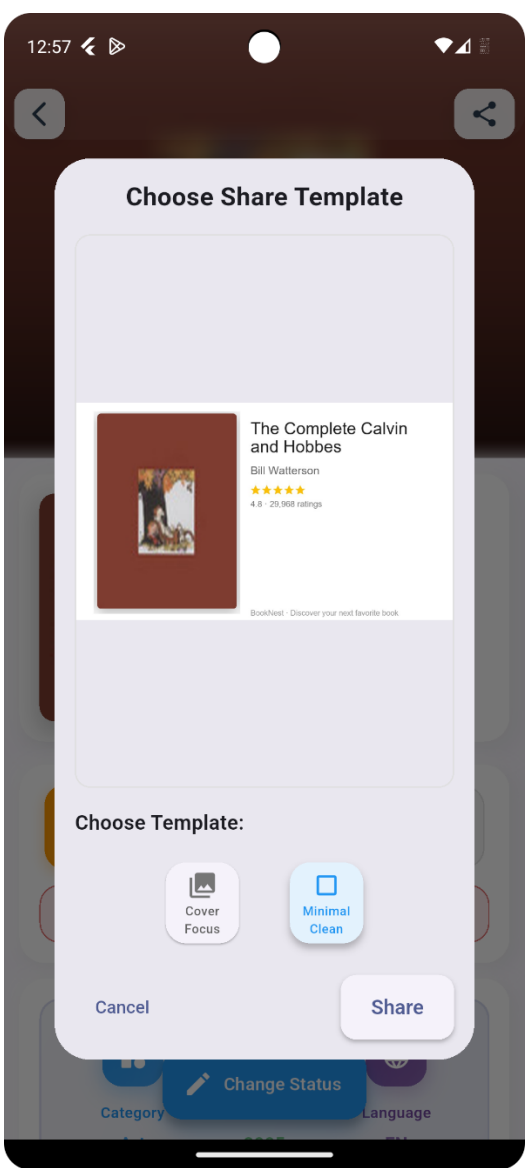 12:57
Choose Share Template
The Complete Calvin
and Hobbes
Bill Watterson
4.8 · 29,968 ratings
BookNest · Discover your next favorite book
Choose Template:
Cover
Focus
Minimal
Clean
Cancel
Share
Change Status
Category
Language